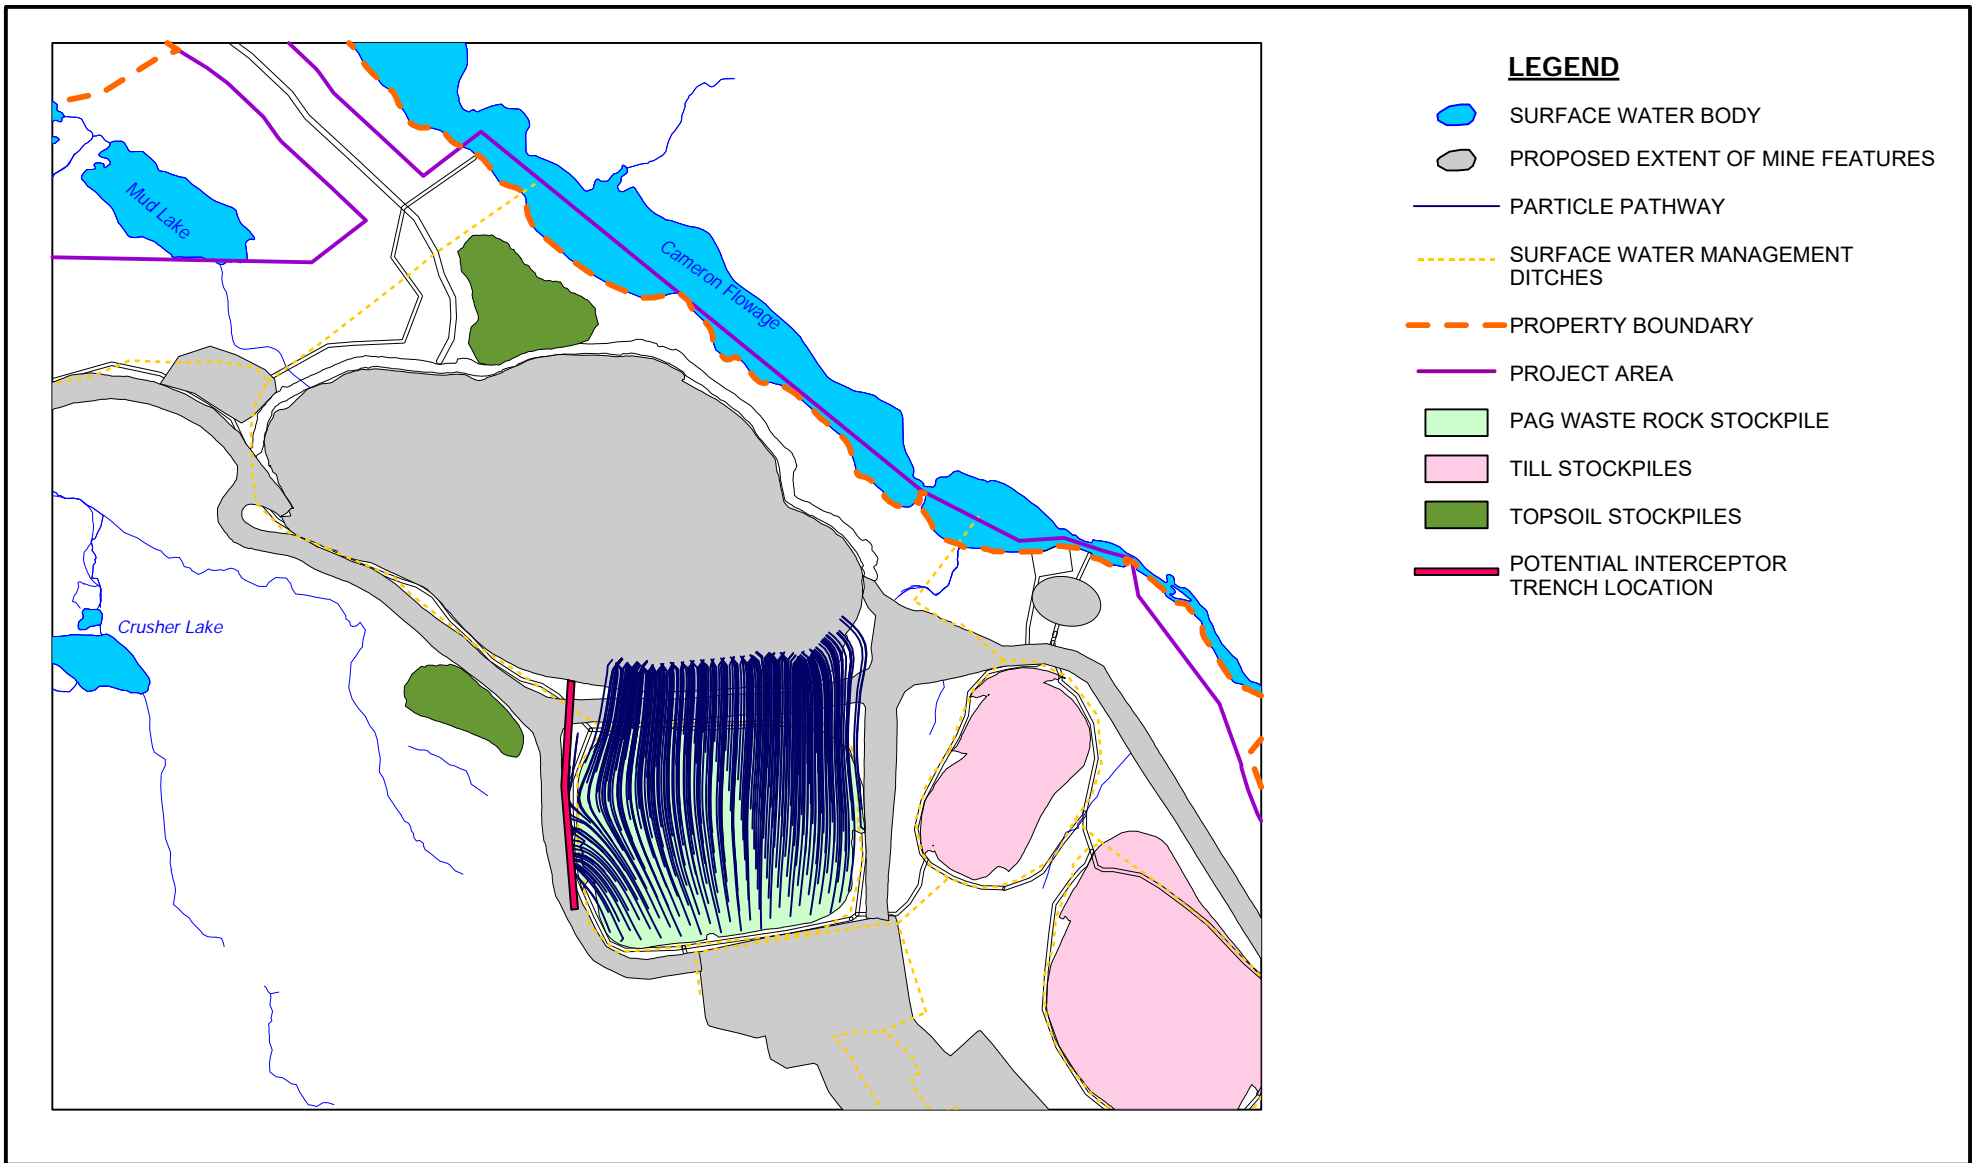 LEGEND
SURFACE WATER BODY
PROPOSED EXTENT OF MINE FEATURES
PARTICLE PATHWAY
SURFACE WATER MANAGEMENT
DITCHES
PROPERTY BOUNDARY
PROJECT AREA
PAG WASTE ROCK STOCKPILE
TILL STOCKPILES
TOPSOIL STOCKPILES
POTENTIAL INTERCEPTOR
TRENCH LOCATION
Mud Lake
Cameron Flowage
Crusher Lake